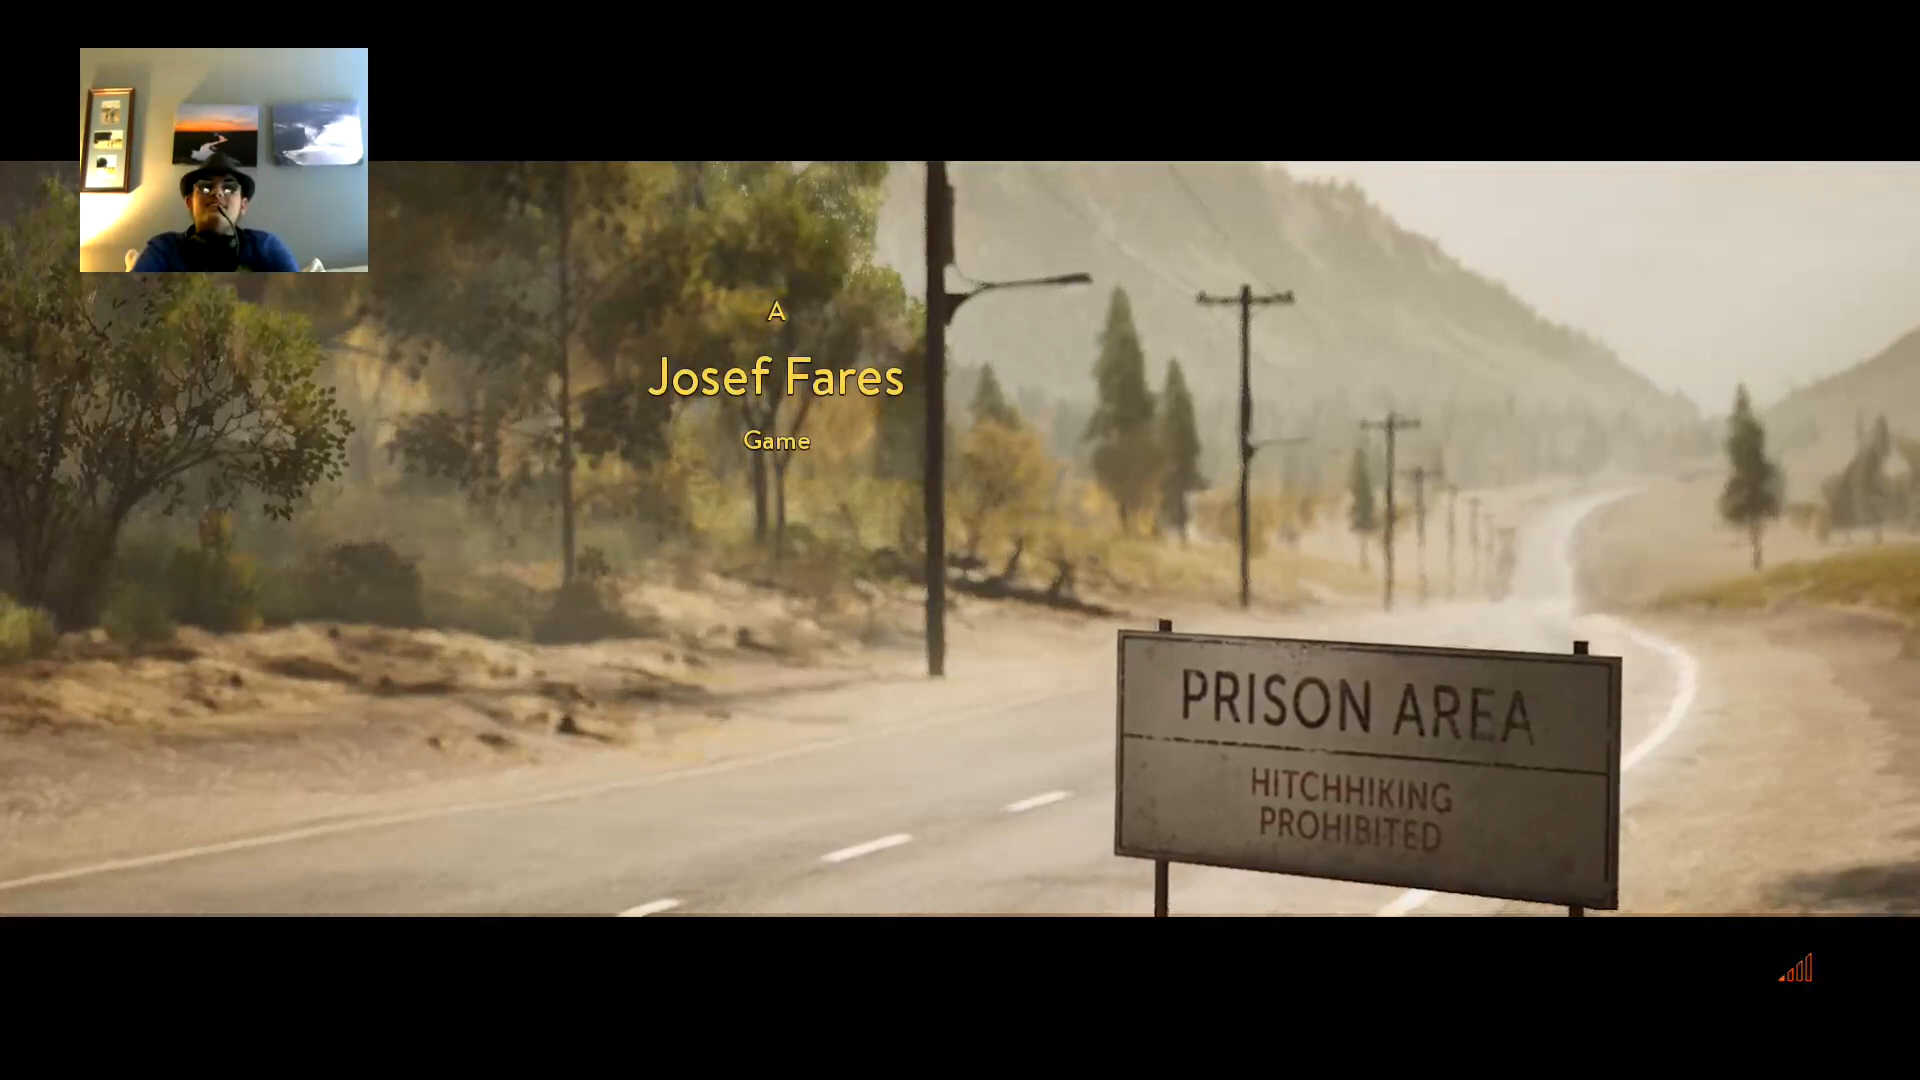 A
Josef Fares
Game
PRISON AREA
HITCHHIKING
PROHIBITED